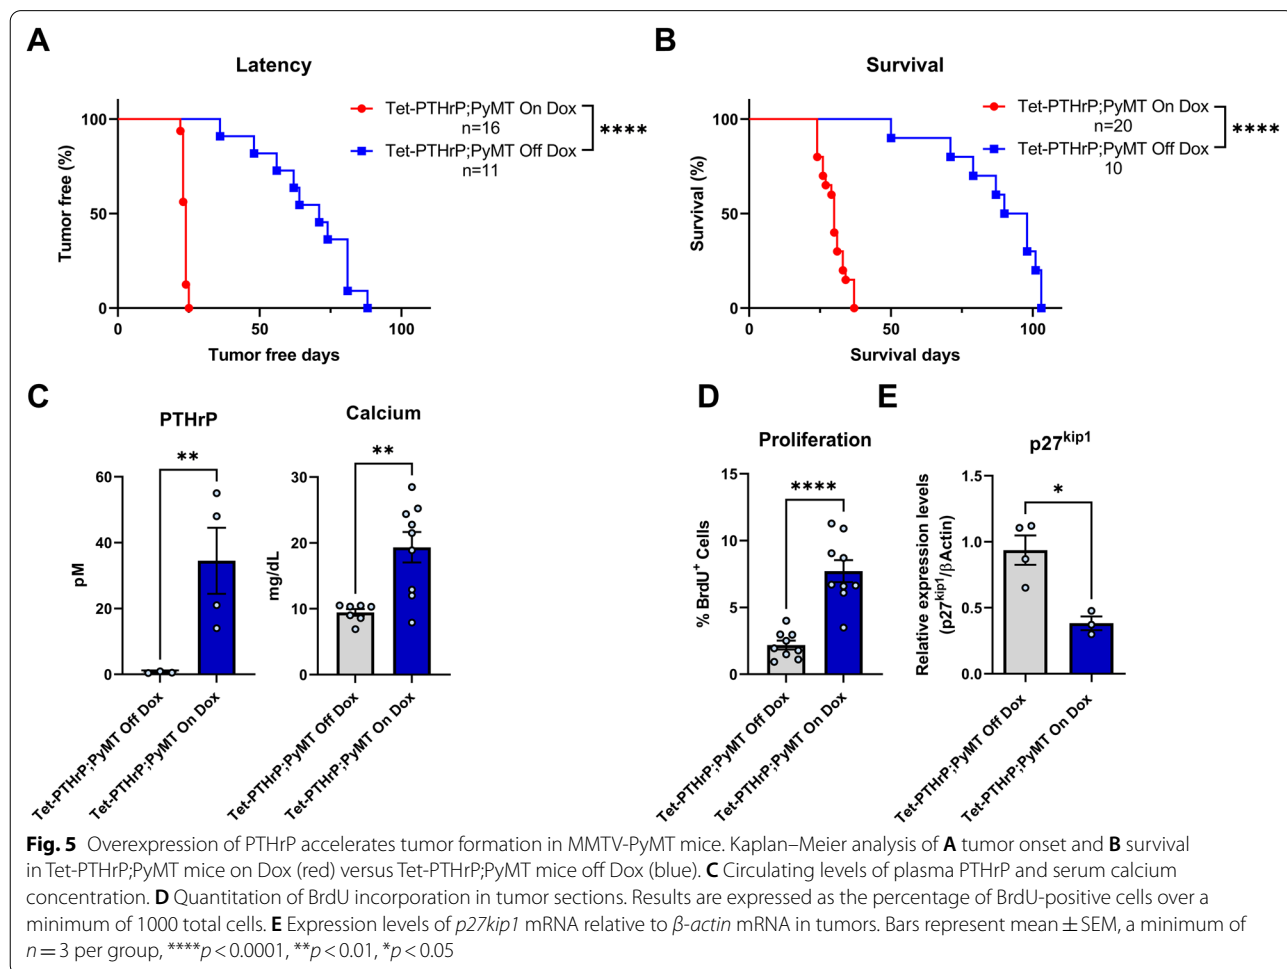 A
Latency
Tumor free (%)
100
50
0
0
50
100
Tumor free days
Tet-PTHrP;PyMT On Dox
n=16
Tet-PTHrP;PyMT Off Dox
n=11
****
B
Survival
Survival (%)
100
50
0
0
50
100
Survival days
Tet-PTHrP;PyMT On Dox
n=20
Tet-PTHrP;PyMT Off Dox
10
****
C
PTHrP
**
pM
60
40
20
0
Tet-PTHrP;PyMT Off Dox
Tet-PTHrP;PyMT On Dox
Calcium
**
mg/dL
30
20
10
0
Tet-PTHrP;PyMT Off Dox
Tet-PTHrP;PyMT On Dox
D
Proliferation
****
% BrdU⁺ Cells
15
10
5
0
Tet-PTHrP;PyMT Off Dox
Tet-PTHrP;PyMT On Dox
E
p27ᵏⁱᵖ¹
*
Relative expression levels
(p27ᵏⁱᵖ¹/βActin)
1.5
1.0
0.5
0.0
Tet-PTHrP;PyMT Off Dox
Tet-PTHrP;PyMT On Dox
Fig. 5 Overexpression of PTHrP accelerates tumor formation in MMTV-PyMT mice. Kaplan–Meier analysis of A tumor onset and B survival
in Tet-PTHrP;PyMT mice on Dox (red) versus Tet-PTHrP;PyMT mice off Dox (blue). C Circulating levels of plasma PTHrP and serum calcium
concentration. D Quantitation of BrdU incorporation in tumor sections. Results are expressed as the percentage of BrdU-positive cells over a
minimum of 1000 total cells. E Expression levels of p27kip1 mRNA relative to β-actin mRNA in tumors. Bars represent mean ± SEM, a minimum of
n = 3 per group, ****p < 0.0001, **p < 0.01, *p < 0.05